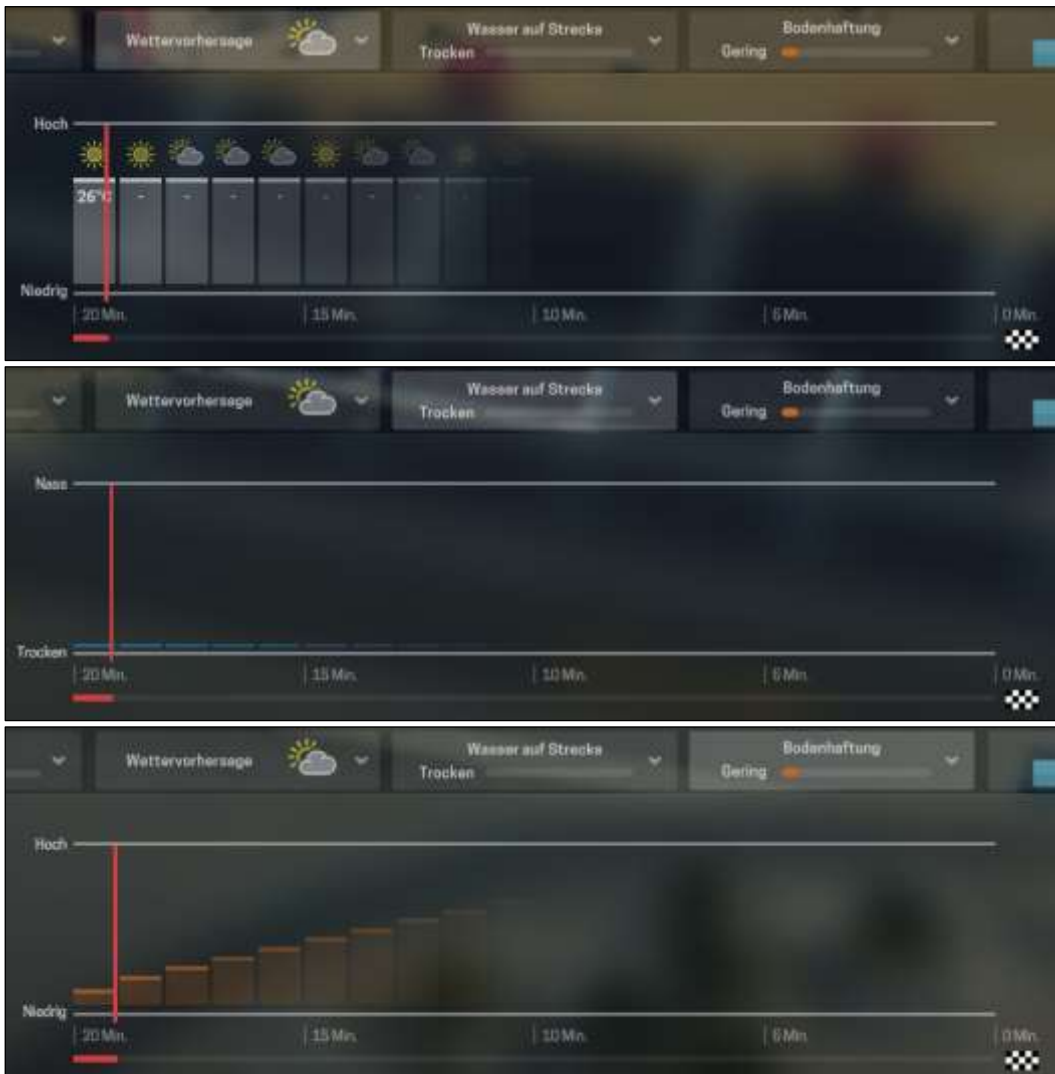 Wettervorhersage
Wasser auf Strecke
Trocken
Bodenhaftung
Gering
Hoch
26°C - - - - - - - -
Niedrig
20 Min. 15 Min. 10 Min. 5 Min. 0 Min.
Wettervorhersage
Wasser auf Strecke
Trocken
Bodenhaftung
Gering
Nass
Trocken
20 Min. 15 Min. 10 Min. 5 Min. 0 Min.
Wettervorhersage
Wasser auf Strecke
Trocken
Bodenhaftung
Gering
Hoch
Niedrig
20 Min. 15 Min. 10 Min. 5 Min. 0 Min.